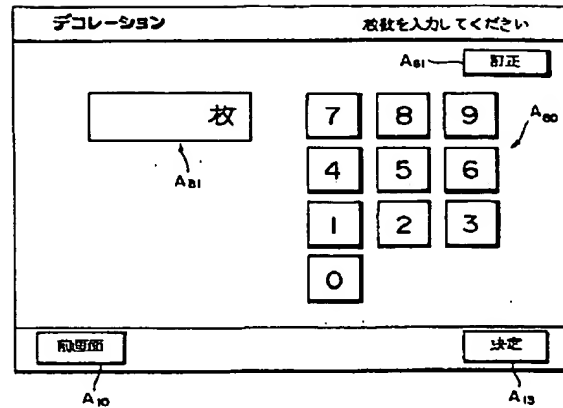 デコレーション 枚数を入力してください
A61 訂正
枚 7 8 9 A60
A81 4 5 6
1 2 3
0
前画面 決定
A10 A13